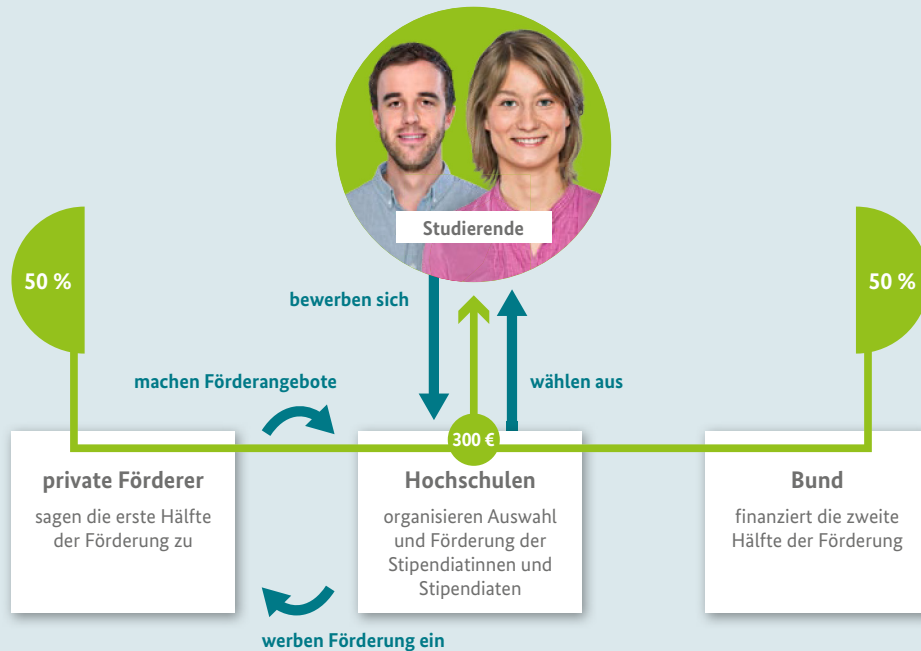 Studierende
50 %
50 %
bewerben sich
machen Förderangebote
wählen aus
300 €
private Förderer
sagen die erste Hälfte
der Förderung zu
Hochschulen
organisieren Auswahl
und Förderung der
Stipendiatinnen und
Stipendiaten
Bund
finanziert die zweite
Hälfte der Förderung
werben Förderung ein